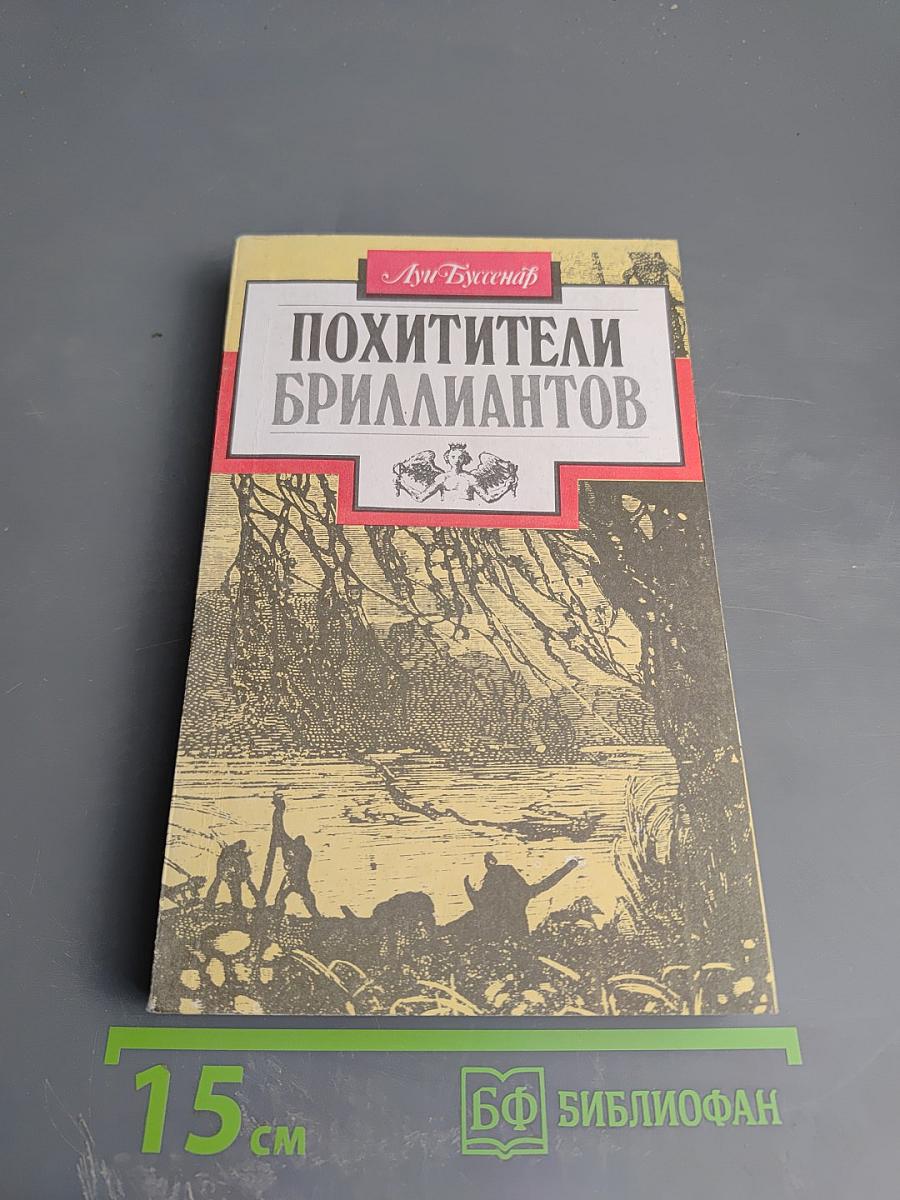 Луи Буссенар
ПОХИТИТЕЛИ
БРИЛЛИАНТОВ
15 см
БФ БИБЛИОФАН